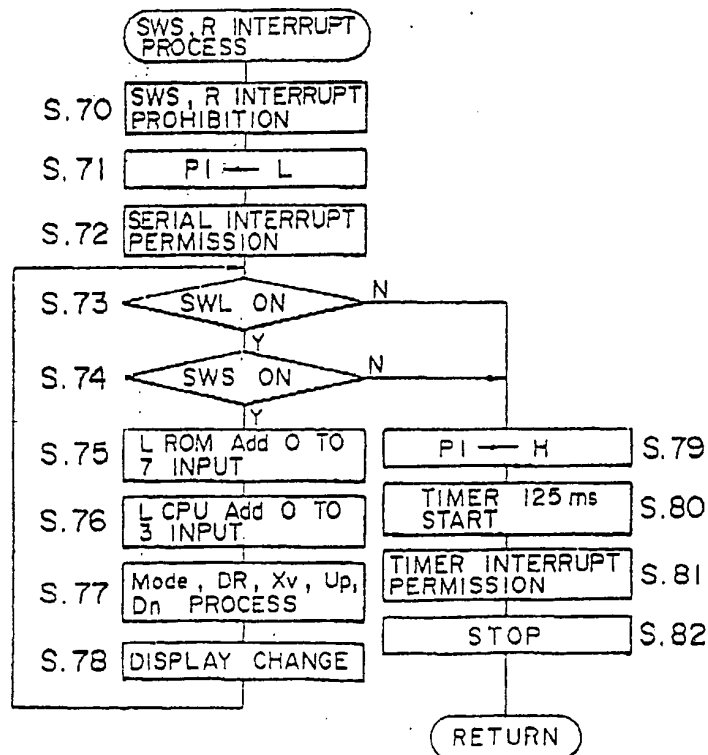 SWS, R INTERRUPT
PROCESS
S.70
SWS, R INTERRUPT
PROHIBITION
S.71
PI ← L
S.72
SERIAL INTERRUPT
PERMISSION
S.73
SWL ON
N
Y
S.74
SWS ON
N
Y
S.75
L ROM Add 0 TO
7 INPUT
S.76
L CPU Add 0 TO
3 INPUT
S.77
Mode, DR, Xv, Up,
Dn PROCESS
S.78
DISPLAY CHANGE
PI ← H
S.79
TIMER 125 ms
START
S.80
TIMER INTERRUPT
PERMISSION
S.81
STOP
S.82
RETURN